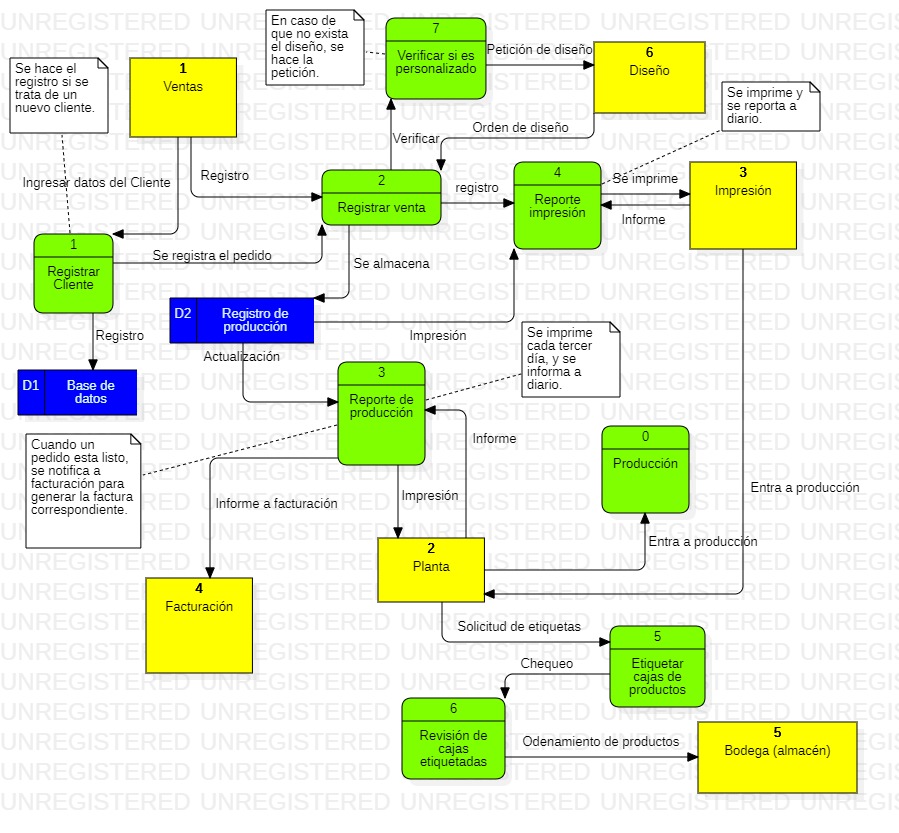 En caso de
que no exista
el diseño, se
hace la
petición.
7
Verificar si es
personalizado
Petición de diseño
6
Diseño
Se hace el
registro si se
trata de un
nuevo cliente.
1
Ventas
Se imprime y
se reporta a
diario.
Verificar
Orden de diseño
Ingresar datos del Cliente
Registro
2
Registrar venta
registro
4
Reporte
impresión
Se imprime
Informe
3
Impresión
1
Registrar
Cliente
Se registra el pedido
Se almacena
D2
Registro de
producción
Impresión
Registro
Actualización
D1
Base de
datos
Se imprime
cada tercer
día, y se
informa a
diario.
3
Reporte de
producción
Cuando un
pedido esta listo,
se notifica a
facturación para
generar la factura
correspondiente.
Informe
0
Producción
Informe a facturación
Impresión
Entra a producción
Entra a producción
2
Planta
4
Facturación
Solicitud de etiquetas
5
Etiquetar
cajas de
productos
Chequeo
6
Revisión de
cajas
etiquetadas
Odenamiento de productos
5
Bodega (almacén)
UNREGISTERED